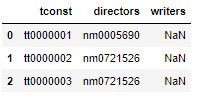 tconst directors writers
0 tt0000001 nm0005690 NaN
1 tt0000002 nm0721526 NaN
2 tt0000003 nm0721526 NaN